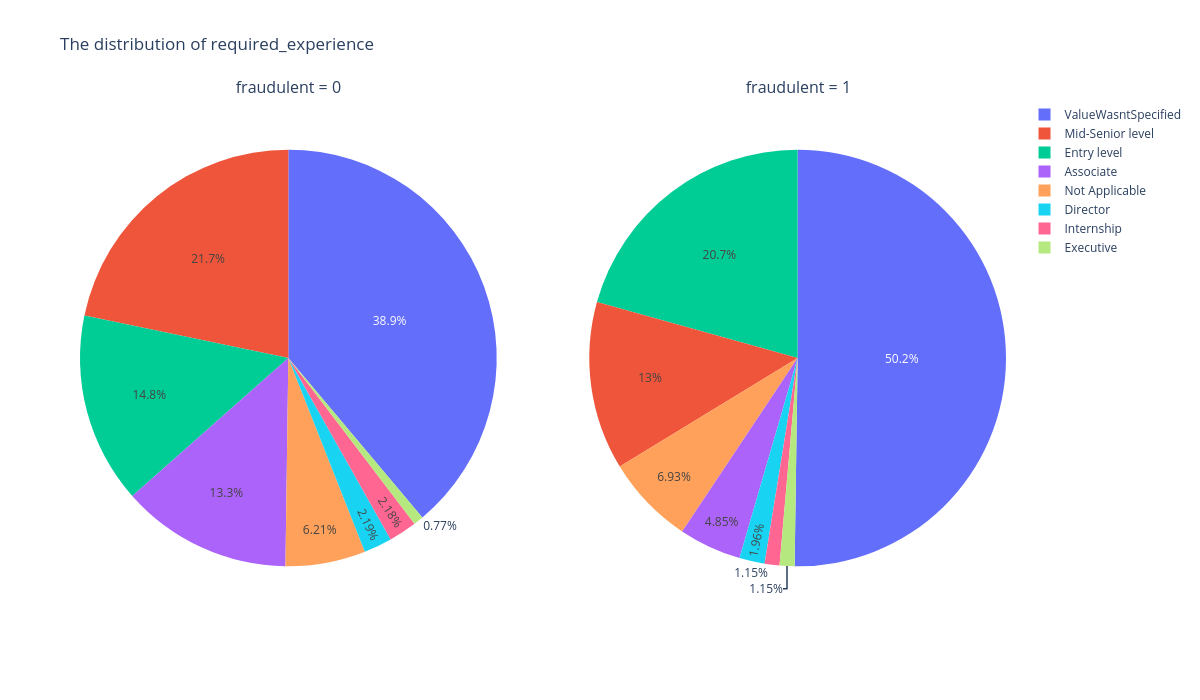 The distribution of required_experience
fraudulent = 0
fraudulent = 1
ValueWasntSpecified
Mid-Senior level
Entry level
Associate
Not Applicable
Director
Internship
Executive
21.7%
38.9%
14.8%
13.3%
6.21%
2.19%
2.18%
0.77%
20.7%
50.2%
13%
6.93%
4.85%
1.96%
1.15%
1.15%